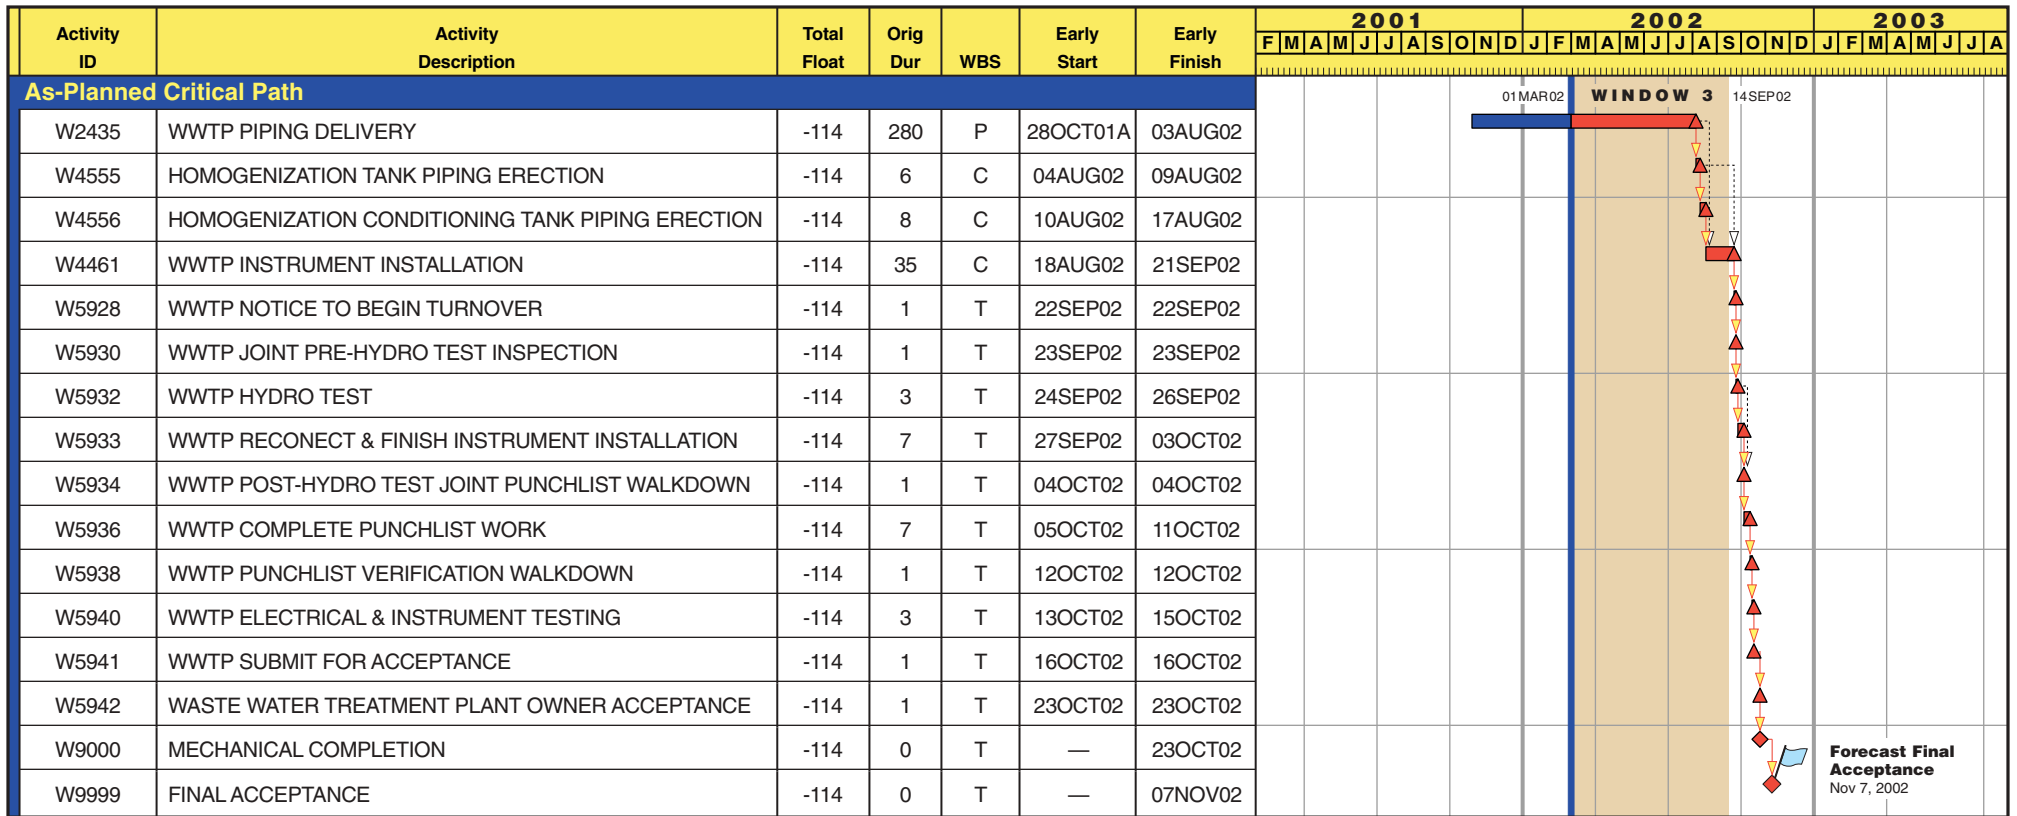 Activity ID Activity Description Total Float Orig Dur WBS Early Start Early Finish
2001 2002 2003
F M A M J J A S O N D J F M A M J J A S O N D J F M A M J J A
As-Planned Critical Path
01MAR02 WINDOW 3 14SEP02
W2435 WWTP PIPING DELIVERY -114 280 P 28OCT01A 03AUG02
W4555 HOMOGENIZATION TANK PIPING ERECTION -114 6 C 04AUG02 09AUG02
W4556 HOMOGENIZATION CONDITIONING TANK PIPING ERECTION -114 8 C 10AUG02 17AUG02
W4461 WWTP INSTRUMENT INSTALLATION -114 35 C 18AUG02 21SEP02
W5928 WWTP NOTICE TO BEGIN TURNOVER -114 1 T 22SEP02 22SEP02
W5930 WWTP JOINT PRE-HYDRO TEST INSPECTION -114 1 T 23SEP02 23SEP02
W5932 WWTP HYDRO TEST -114 3 T 24SEP02 26SEP02
W5933 WWTP RECONECT & FINISH INSTRUMENT INSTALLATION -114 7 T 27SEP02 03OCT02
W5934 WWTP POST-HYDRO TEST JOINT PUNCHLIST WALKDOWN -114 1 T 04OCT02 04OCT02
W5936 WWTP COMPLETE PUNCHLIST WORK -114 7 T 05OCT02 11OCT02
W5938 WWTP PUNCHLIST VERIFICATION WALKDOWN -114 1 T 12OCT02 12OCT02
W5940 WWTP ELECTRICAL & INSTRUMENT TESTING -114 3 T 13OCT02 15OCT02
W5941 WWTP SUBMIT FOR ACCEPTANCE -114 1 T 16OCT02 16OCT02
W5942 WASTE WATER TREATMENT PLANT OWNER ACCEPTANCE -114 1 T 23OCT02 23OCT02
W9000 MECHANICAL COMPLETION -114 0 T — 23OCT02
W9999 FINAL ACCEPTANCE -114 0 T — 07NOV02
Forecast Final
Acceptance
Nov 7, 2002